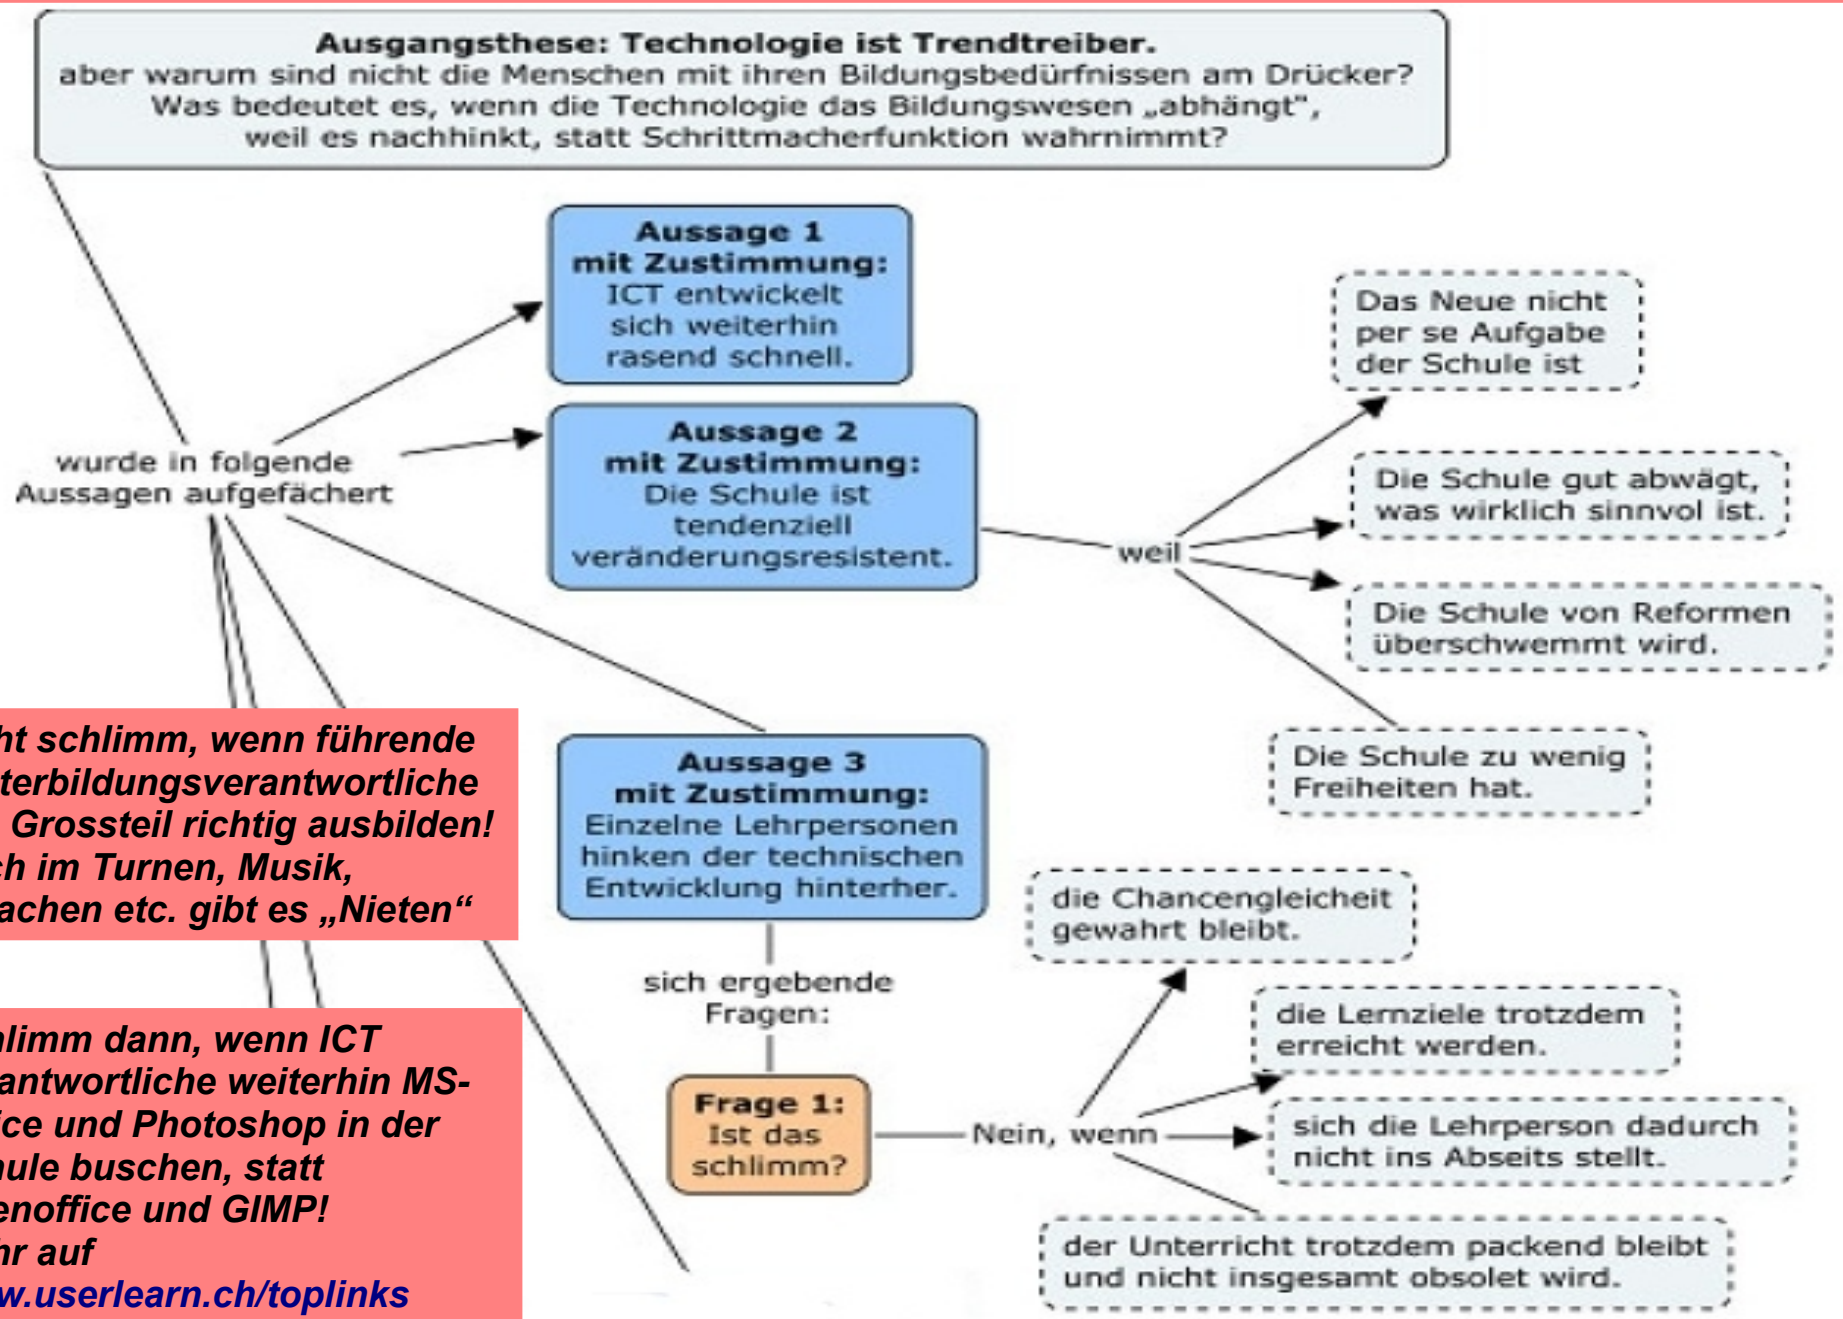 Ausgangsthese: Technologie ist Trendtreiber.
aber warum sind nicht die Menschen mit ihren Bildungsbedürfnissen am Drücker?
Was bedeutet es, wenn die Technologie das Bildungswesen „abhängt",
weil es nachhinkt, statt Schrittmacherfunktion wahrnimmt?
wurde in folgende
Aussagen aufgefächert
Aussage 1
mit Zustimmung:
ICT entwickelt
sich weiterhin
rasend schnell.
Aussage 2
mit Zustimmung:
Die Schule ist
tendenziell
veränderungsresistent.
weil
Das Neue nicht
per se Aufgabe
der Schule ist
Die Schule gut abwägt,
was wirklich sinnvol ist.
Die Schule von Reformen
überschwemmt wird.
Die Schule zu wenig
Freiheiten hat.
Aussage 3
mit Zustimmung:
Einzelne Lehrpersonen
hinken der technischen
Entwicklung hinterher.
sich ergebende
Fragen:
Frage 1:
Ist das
schlimm?
Nein, wenn
die Chancengleicheit
gewahrt bleibt.
die Lernziele trotzdem
erreicht werden.
sich die Lehrperson dadurch
nicht ins Abseits stellt.
der Unterricht trotzdem packend bleibt
und nicht insgesamt obsolet wird.
ht schlimm, wenn führende
terbildungsverantwortliche
Grossteil richtig ausbilden!
ch im Turnen, Musik,
achen etc. gibt es „Nieten“
hlimm dann, wenn ICT
antwortliche weiterhin MS-
ice und Photoshop in der
hule buschen, statt
enoffice und GIMP!
hr auf
w.userlearn.ch/toplinks